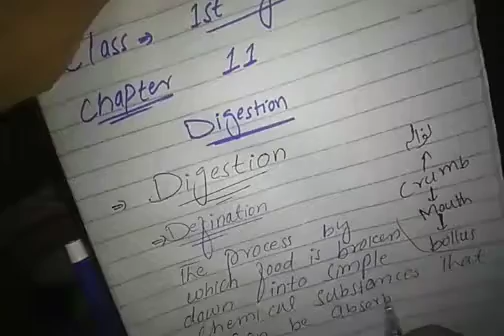 Class → 1st y
Chapter 11
Digestion
⇒ Digestion
⇒ Defination
The process by
which food is broken
down into simple
chemical substances that
be absorb
نوالہ
↑
Crumb
↓
Mouth
↓
bollus